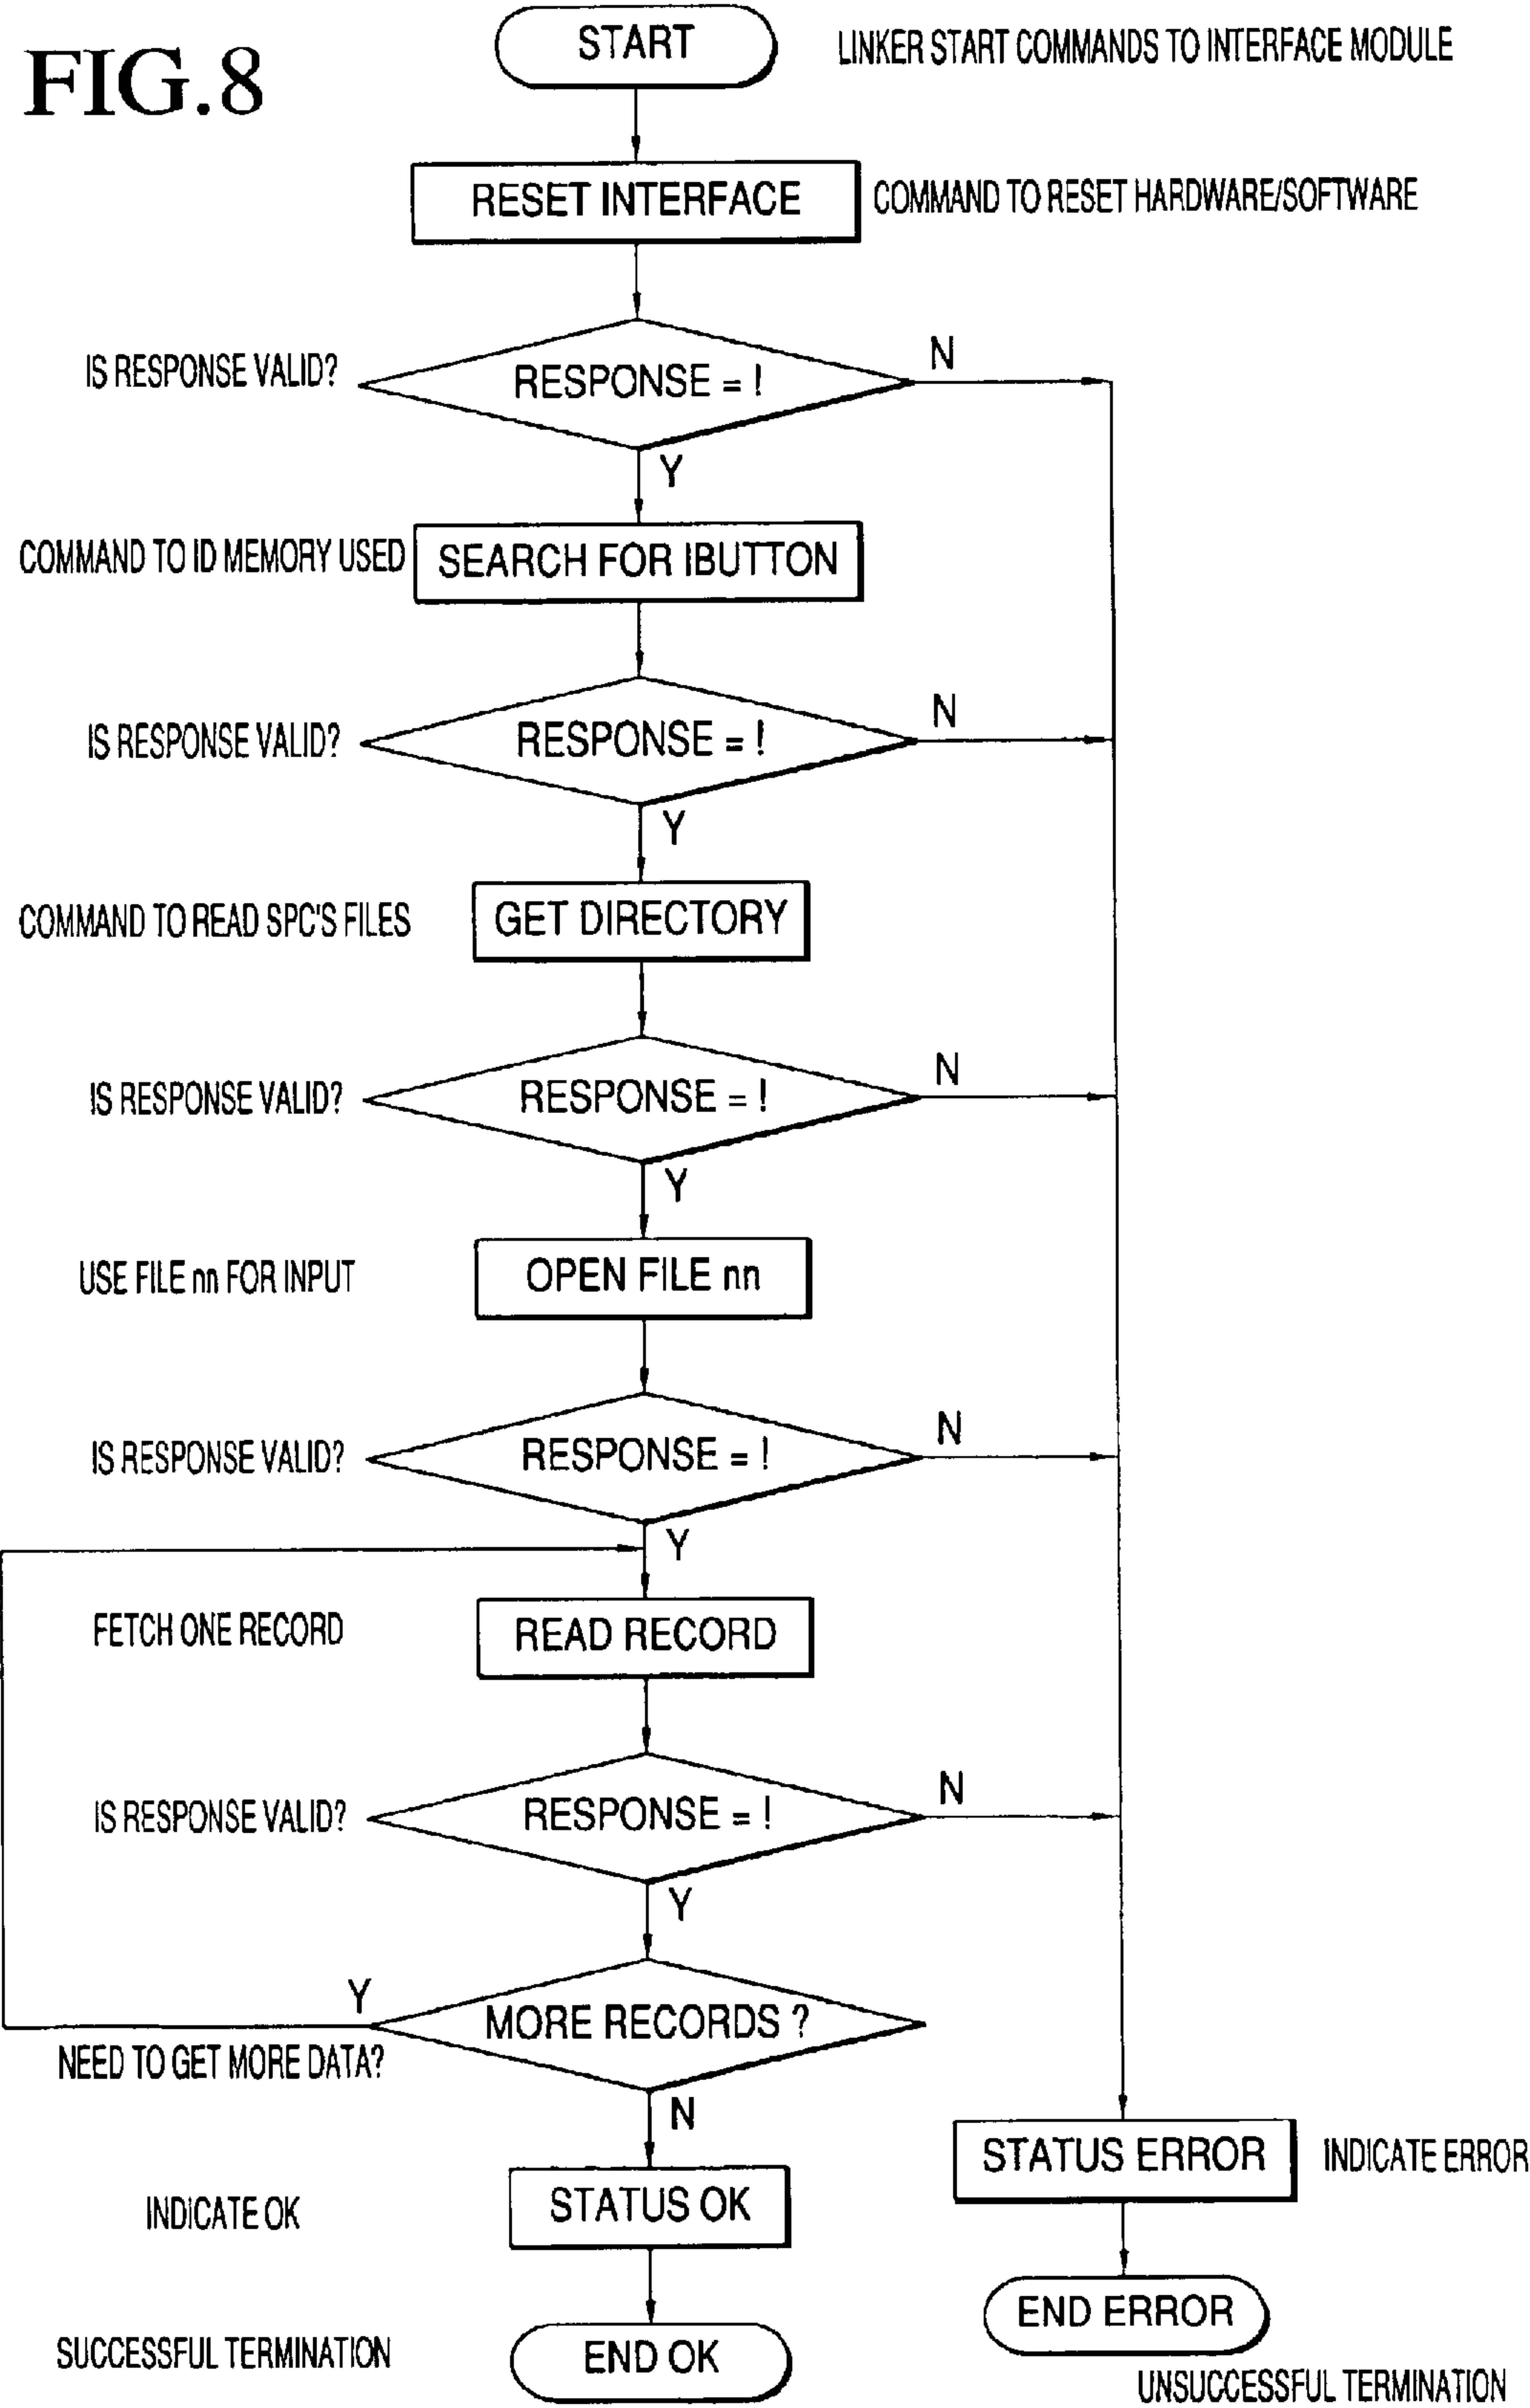 FIG.8
START
LINKER START COMMANDS TO INTERFACE MODULE
RESET INTERFACE
COMMAND TO RESET HARDWARE/SOFTWARE
IS RESPONSE VALID?
RESPONSE = !
N
Y
COMMAND TO ID MEMORY USED
SEARCH FOR IBUTTON
IS RESPONSE VALID?
RESPONSE = !
N
Y
COMMAND TO READ SPC'S FILES
GET DIRECTORY
IS RESPONSE VALID?
RESPONSE = !
N
Y
USE FILE nn FOR INPUT
OPEN FILE nn
IS RESPONSE VALID?
RESPONSE = !
N
Y
FETCH ONE RECORD
READ RECORD
IS RESPONSE VALID?
RESPONSE = !
N
Y
Y
MORE RECORDS ?
NEED TO GET MORE DATA?
N
STATUS ERROR
INDICATE ERROR
INDICATE OK
STATUS OK
END ERROR
SUCCESSFUL TERMINATION
END OK
UNSUCCESSFUL TERMINATION